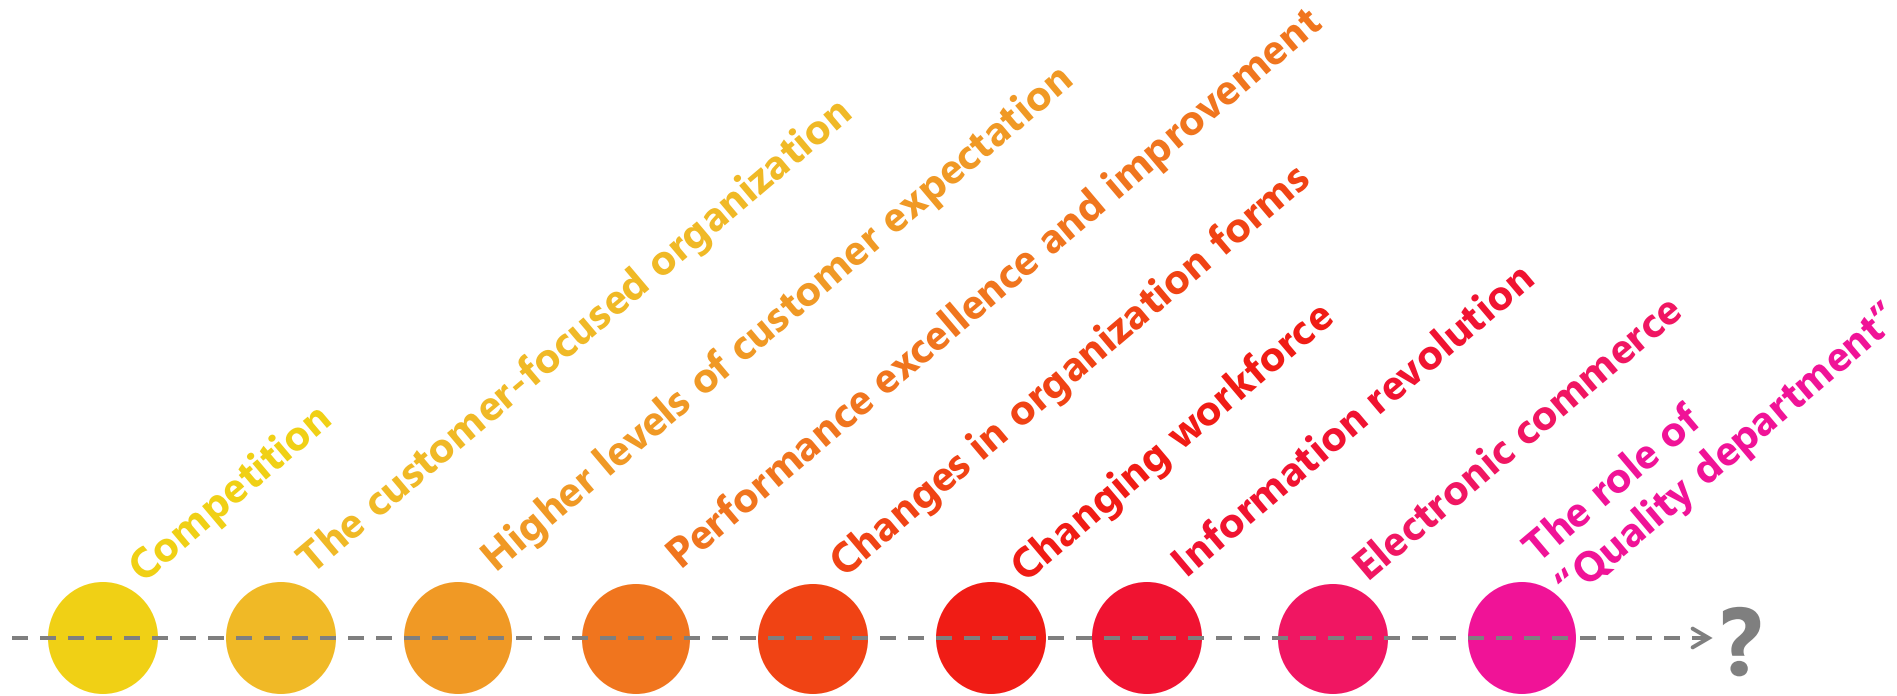 Competition
The customer-focused organization
Higher levels of customer expectation
Performance excellence and improvement
Changes in organization forms
Changing workforce
Information revolution
Electronic commerce
The role of
"Quality department"
?